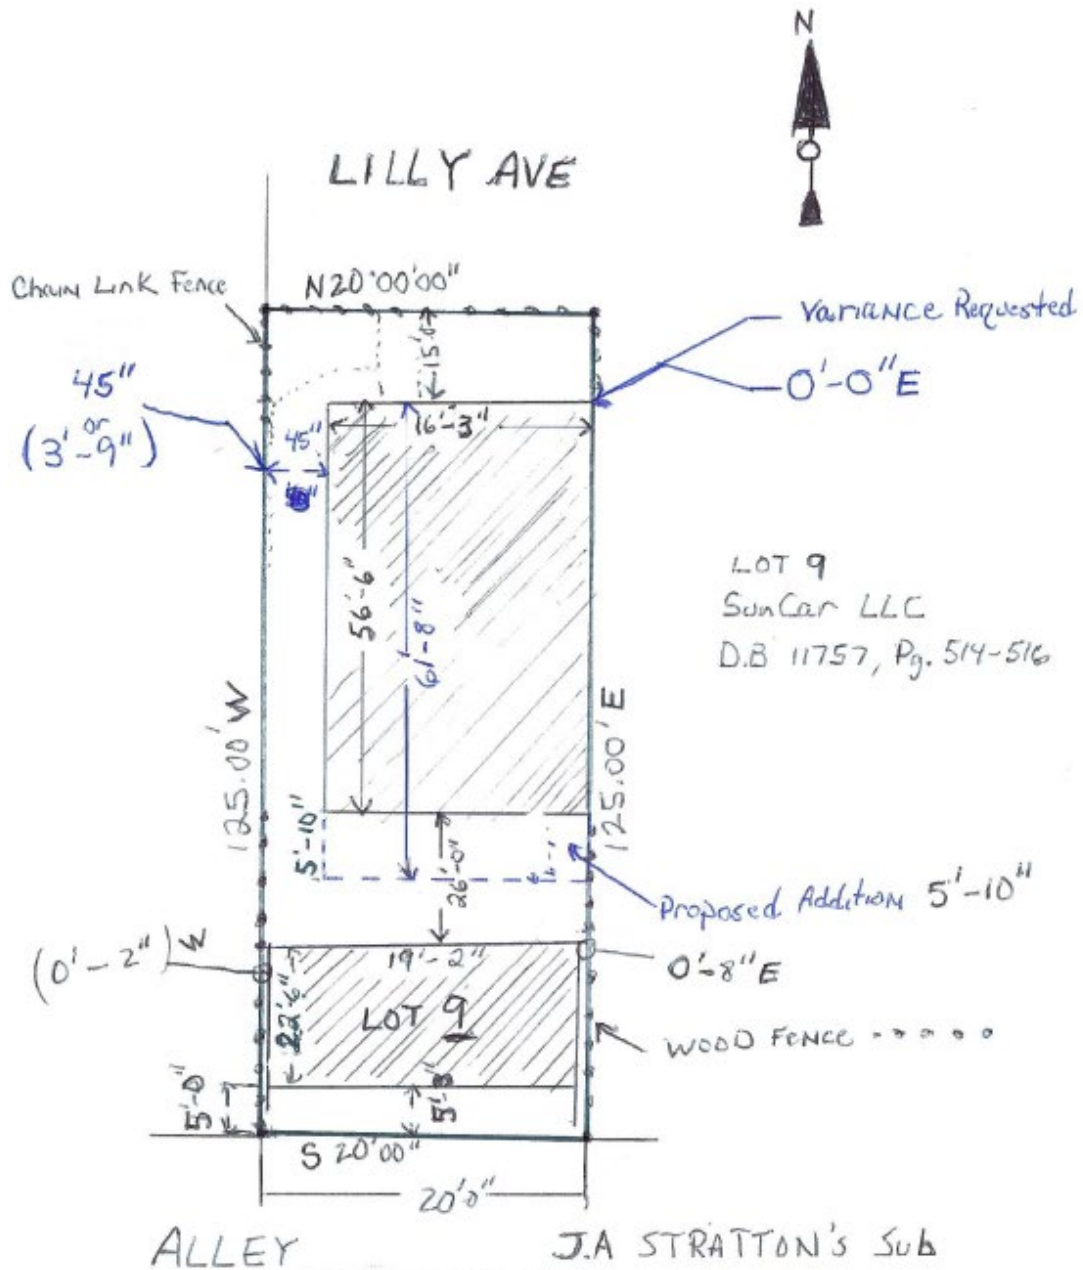 N
LILLY AVE
Chain Link Fence
N 20'00'00"
15'0"
Variance Requested
0'-0" E
45"
or
(3'-9")
45"
16'-3"
56'-6"
61'-8"
LOT 9
SunCar LLC
D.B 11757, Pg. 514-516
125.00' W
125.00' E
5'-10"
26'-0"
Proposed Addition 5'-10"
(0'-2") W
19'-2"
0'-8" E
22'6"
LOT 9
WOOD FENCE
5'-0"
5'-3"
S 20'00"
20'0"
ALLEY
J.A STRATTON'S Sub